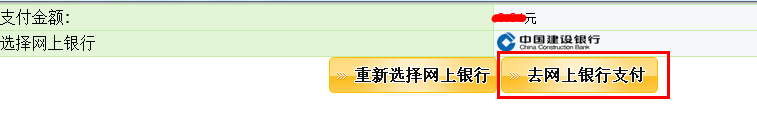 支付金额： 元
选择网上银行 中国建设银行
China Construction Bank
» 重新选择网上银行 » 去网上银行支付